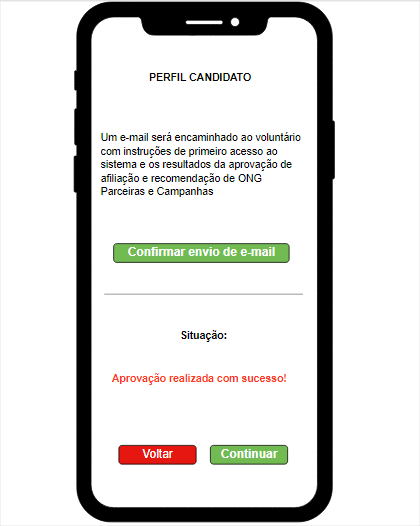 PERFIL CANDIDATO
Um e-mail será encaminhado ao voluntário
com instruções de primeiro acesso ao
sistema e os resultados da aprovação de
afiliação e recomendação de ONG
Parceiras e Campanhas
Confirmar envio de e-mail
Situação:
Aprovação realizada com sucesso!
Voltar
Continuar